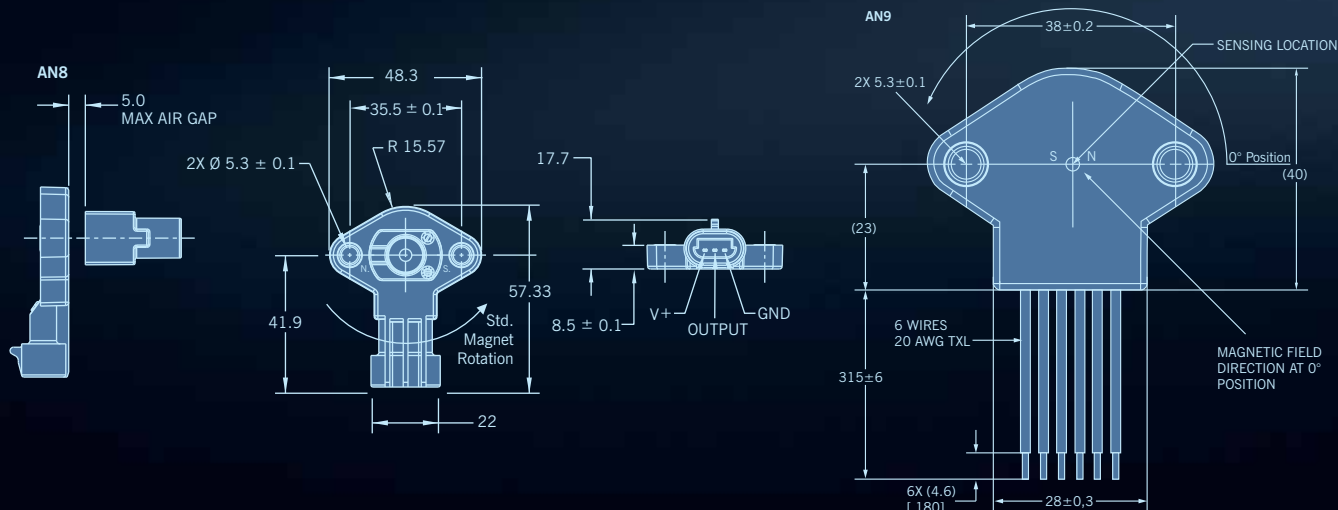 AN8
5.0
MAX AIR GAP
48.3
35.5 ± 0.1
2X Ø 5.3 ± 0.1
R 15.57
N.
S.
41.9
57.33
Std.
Magnet
Rotation
22
17.7
8.5 ± 0.1
V+
OUTPUT
GND
AN9
38±0.2
SENSING LOCATION
2X 5.3±0.1
S N
0° Position
(40)
(23)
6 WIRES
20 AWG TXL
315±6
MAGNETIC FIELD
DIRECTION AT 0°
POSITION
6X (4.6)
[.180]
28±0,3